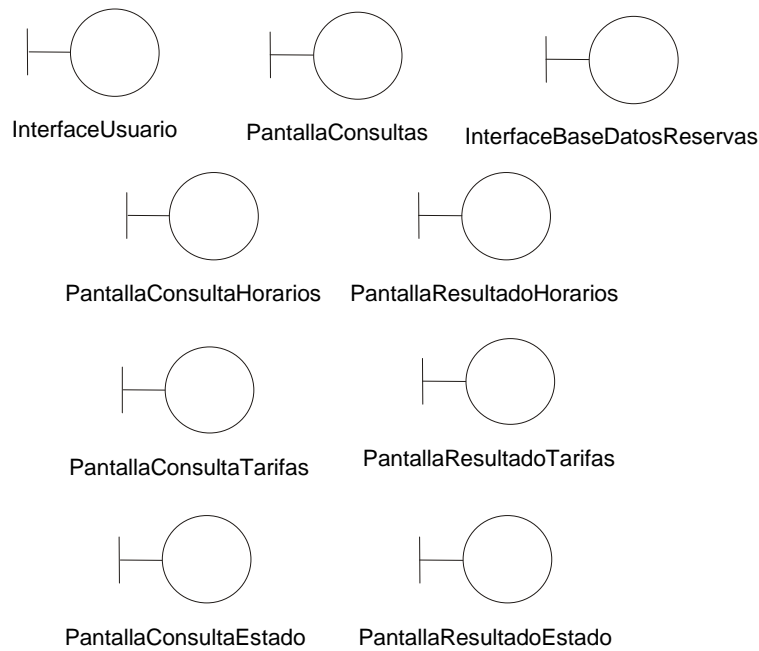 InterfaceUsuario
PantallaConsultas
InterfaceBaseDatosReservas
PantallaConsultaHorarios
PantallaResultadoHorarios
PantallaConsultaTarifas
PantallaResultadoTarifas
PantallaConsultaEstado
PantallaResultadoEstado